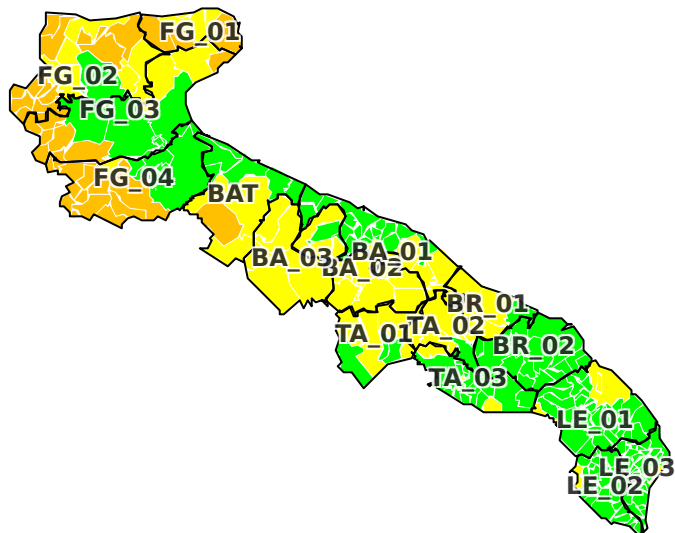 FG_01
FG_02
FG_03
FG_04
BAT
BA_01
BA_02
BA_03
BR_01
TA_02
TA_01
BR_02
TA_03
LE_01
LE_03
LE_02